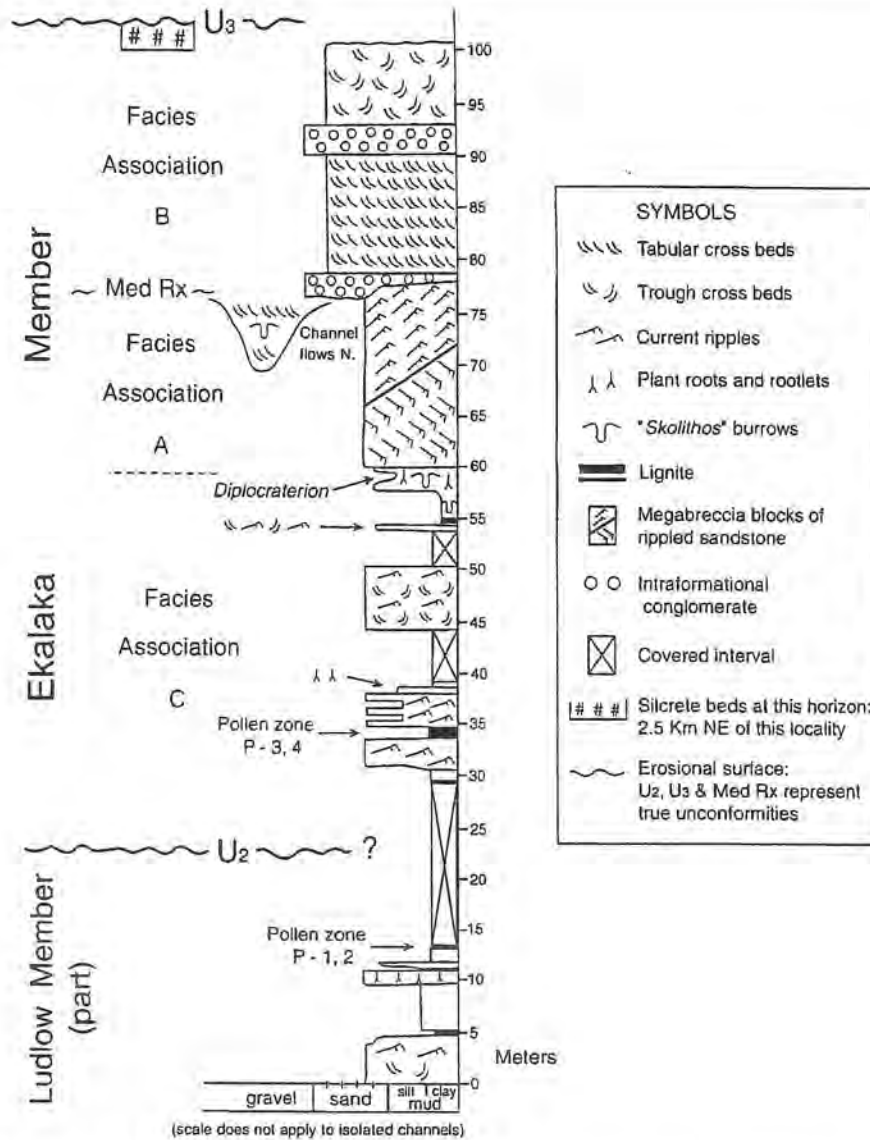 U3
# # #
Facies
Association
B
Med Rx
Facies
Association
A
Channel
flows N.
Diplocraterion
Facies
Association
C
Pollen zone
P - 3, 4
U2 ?
Pollen zone
P - 1, 2
Member
Ekalaka
Ludlow Member
(part)
100
95
90
85
80
75
70
65
60
55
50
45
40
35
30
25
20
15
10
5
0
Meters
gravel
sand
silt
clay
mud
(scale does not apply to isolated channels)
SYMBOLS
Tabular cross beds
Trough cross beds
Current ripples
Plant roots and rootlets
"Skolithos" burrows
Lignite
Megabreccia blocks of
rippled sandstone
Intraformational
conglomerate
Covered interval
# # #
Silcrete beds at this horizon:
2.5 Km NE of this locality
Erosional surface:
U2, U3 & Med Rx represent
true unconformities